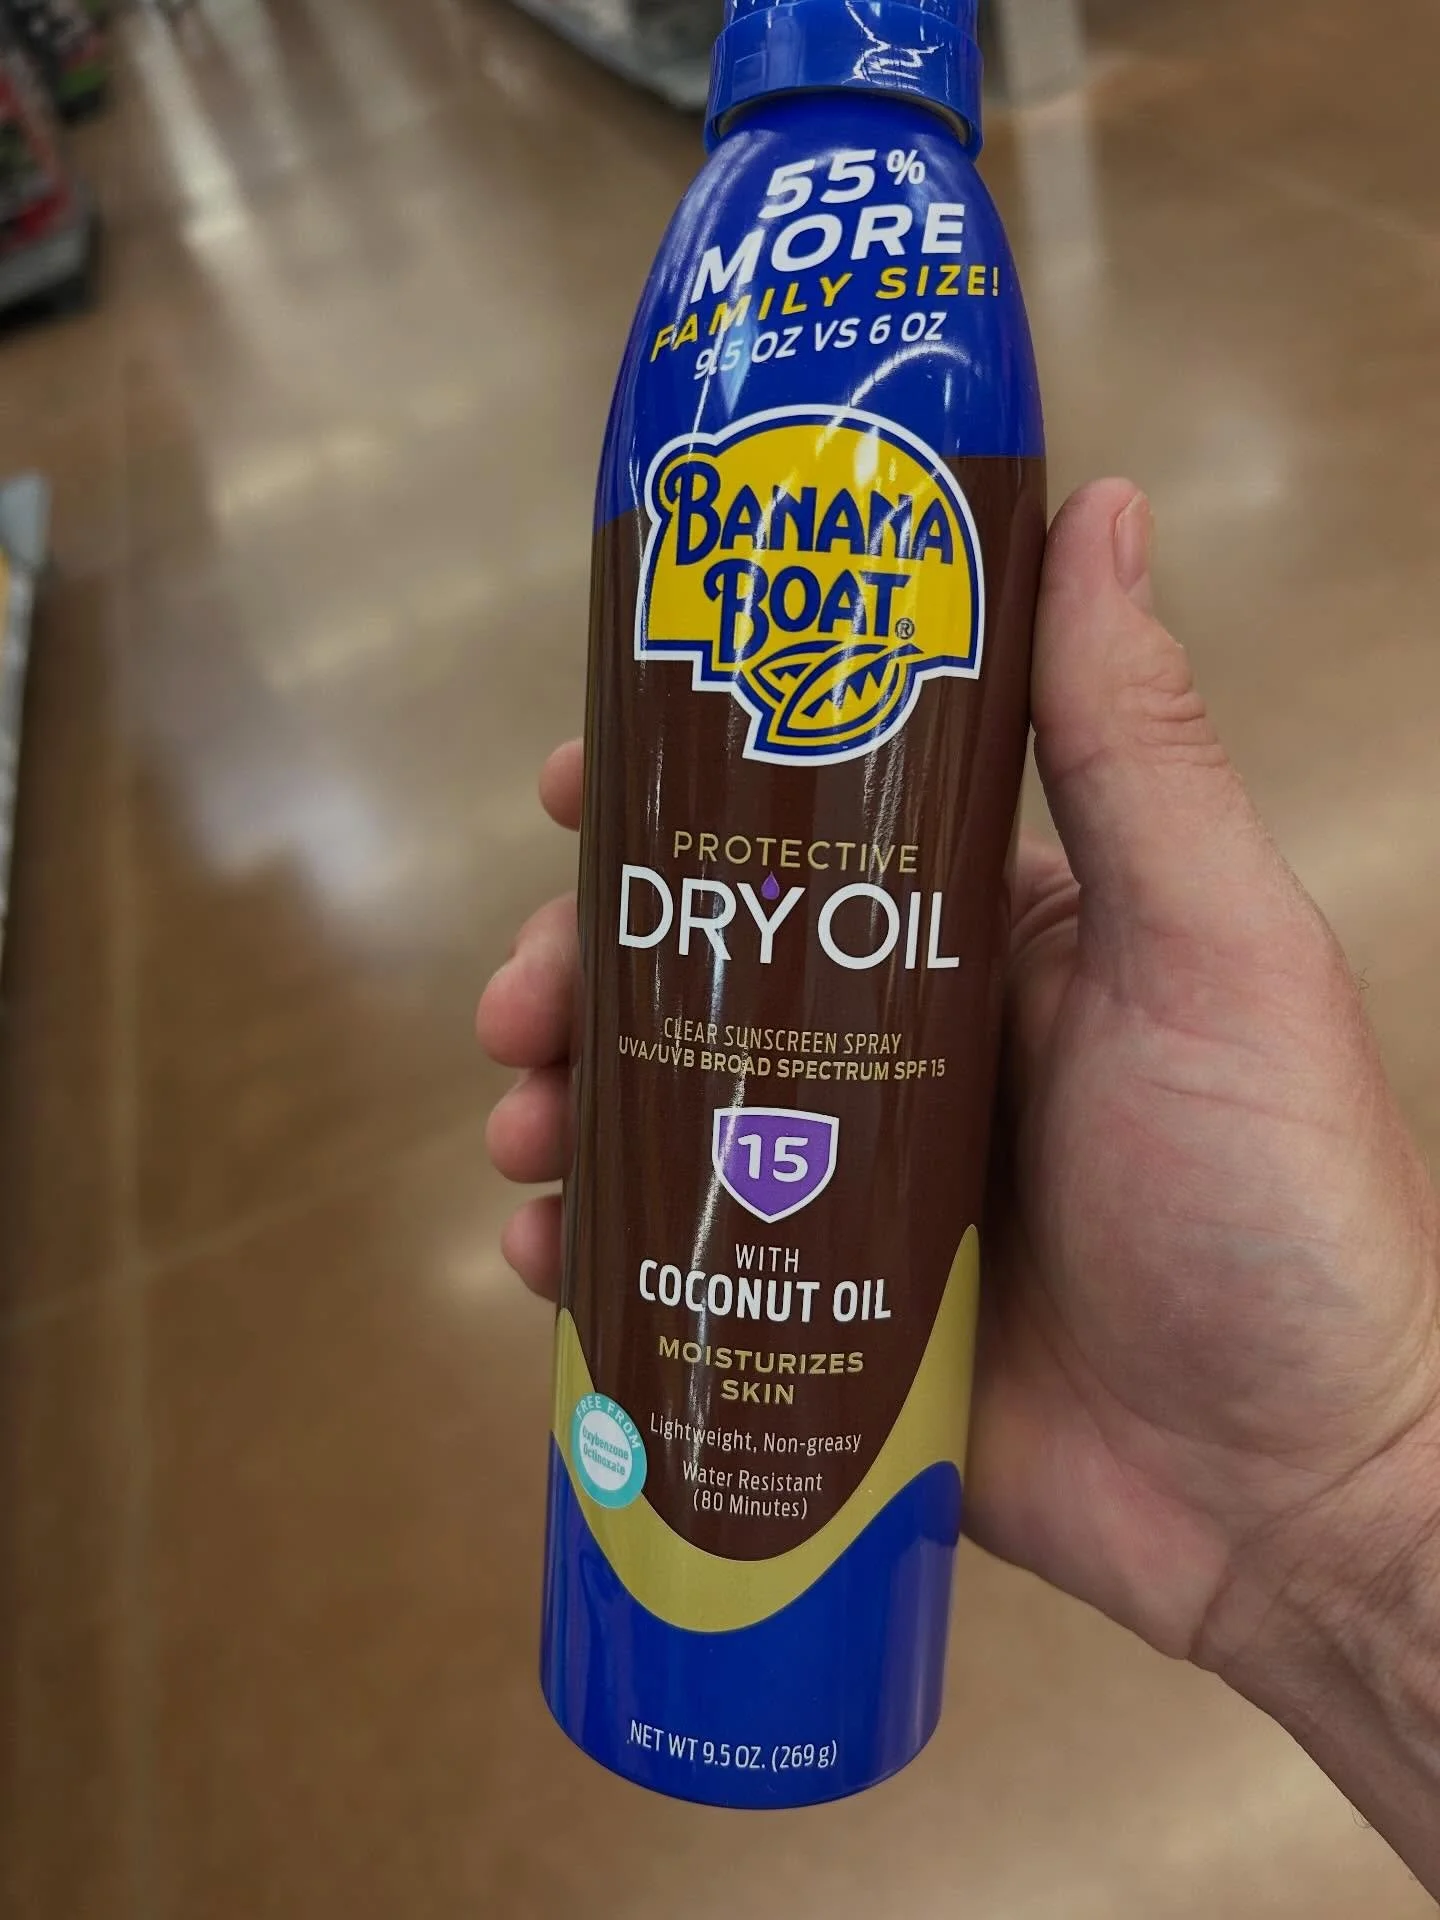 55%
MORE
FAMILY SIZE!
9.5 OZ VS 6 OZ
BANANA
BOAT®
PROTECTIVE
DRY OIL
CLEAR SUNSCREEN SPRAY
UVA/UVB BROAD SPECTRUM SPF 15
15
WITH
COCONUT OIL
MOISTURIZES
SKIN
FREE FROM
Oxybenzone
Octinoxate
Lightweight, Non-greasy
Water Resistant
(80 Minutes)
NET WT 9.5 OZ. (269 g)